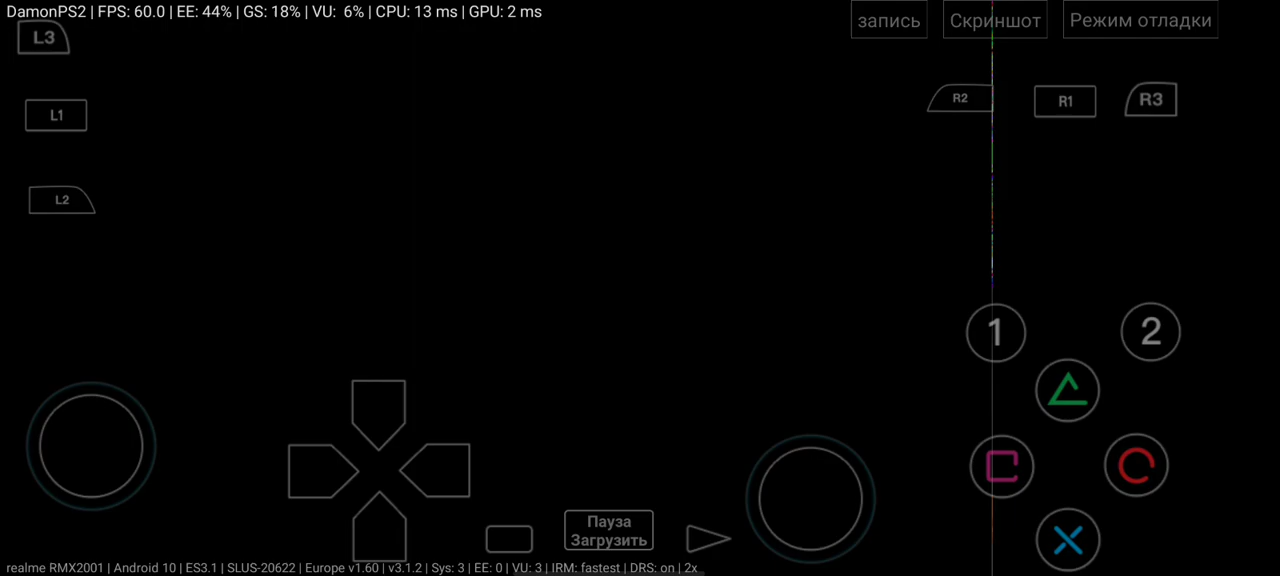 DamonPS2 | FPS: 60.0 | EE: 44% | GS: 18% | VU: 6% | CPU: 13 ms | GPU: 2 ms
запись
Скриншот
Режим отладки
L3
L1
L2
R2
R1
R3
1
2
Пауза
Загрузить
realme RMX2001 | Android 10 | ES3.1 | SLUS-20622 | Europe v1.60 | v3.1.2 | Sys: 3 | EE: 0 | VU: 3 | IRM: fastest | DRS: on | 2x